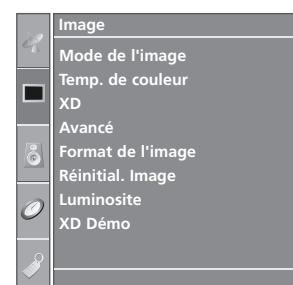 Image
Mode de l'image
Temp. de couleur
XD
Avancé
Format de l'image
Réinitial. Image
Luminosite
XD Démo